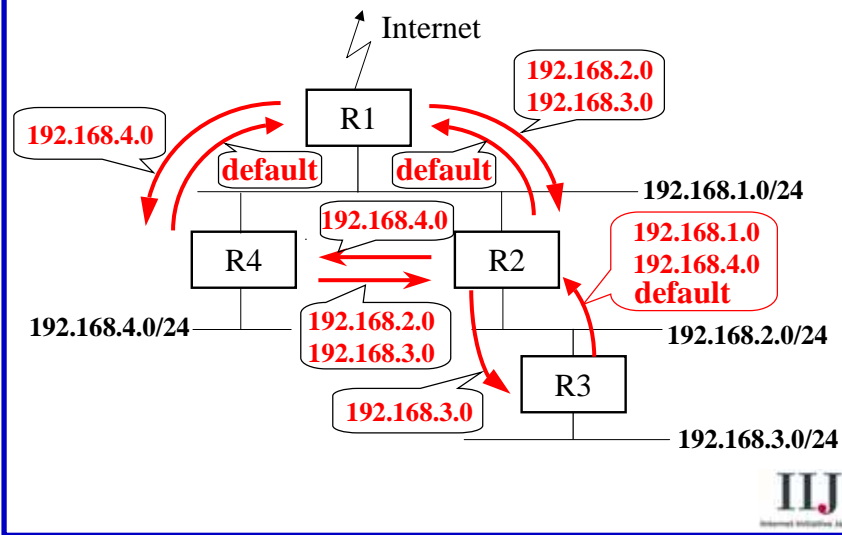 Internet
192.168.2.0
192.168.3.0
R1
192.168.4.0
default
default
192.168.1.0/24
192.168.4.0
R4
R2
192.168.1.0
192.168.4.0
default
192.168.4.0/24
192.168.2.0
192.168.3.0
192.168.2.0/24
R3
192.168.3.0
192.168.3.0/24
IIJ
Internet Initiative